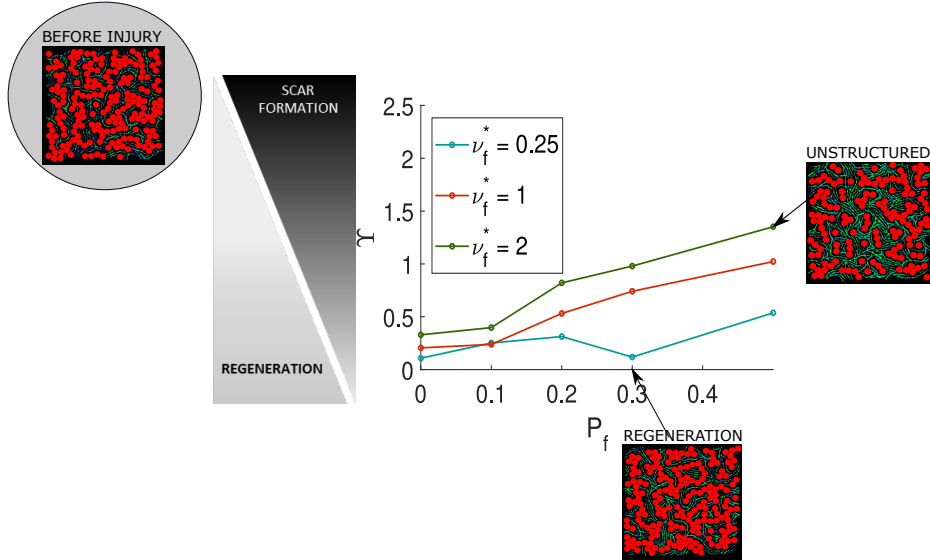 BEFORE INJURY
SCAR
FORMATION
REGENERATION
2.5
2
1.5
1
0.5
0
ϒ
ν*f = 0.25
ν*f = 1
ν*f = 2
0 0.1 0.2 0.3 0.4
Pf
UNSTRUCTURED
REGENERATION